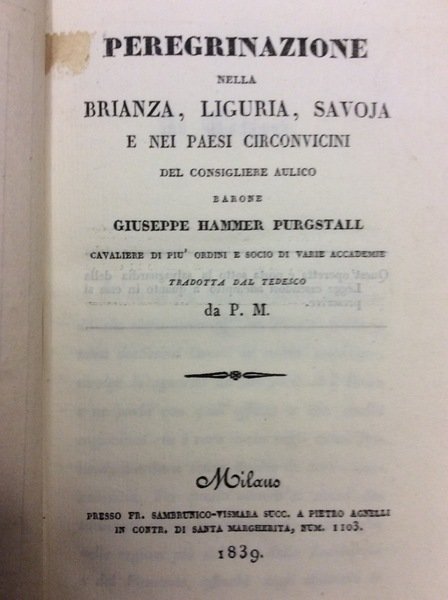 PEREGRINAZIONE
NELLA
BRIANZA, LIGURIA, SAVOJA
E NEI PAESI CIRCONVICINI
DEL CONSIGLIERE AULICO
BARONE
GIUSEPPE HAMMER PURGSTALL
CAVALIERE DI PIU' ORDINI E SOCIO DI VARIE ACCADEMIE
TRADOTTA DAL TEDESCO
da P. M.
Milano
PRESSO FR. SAMBRUNICO-VISMARA SUCC. A PIETRO AGNELLI
IN CONTR. DI SANTA MARGHERITA, NUM. 1103.
1839.